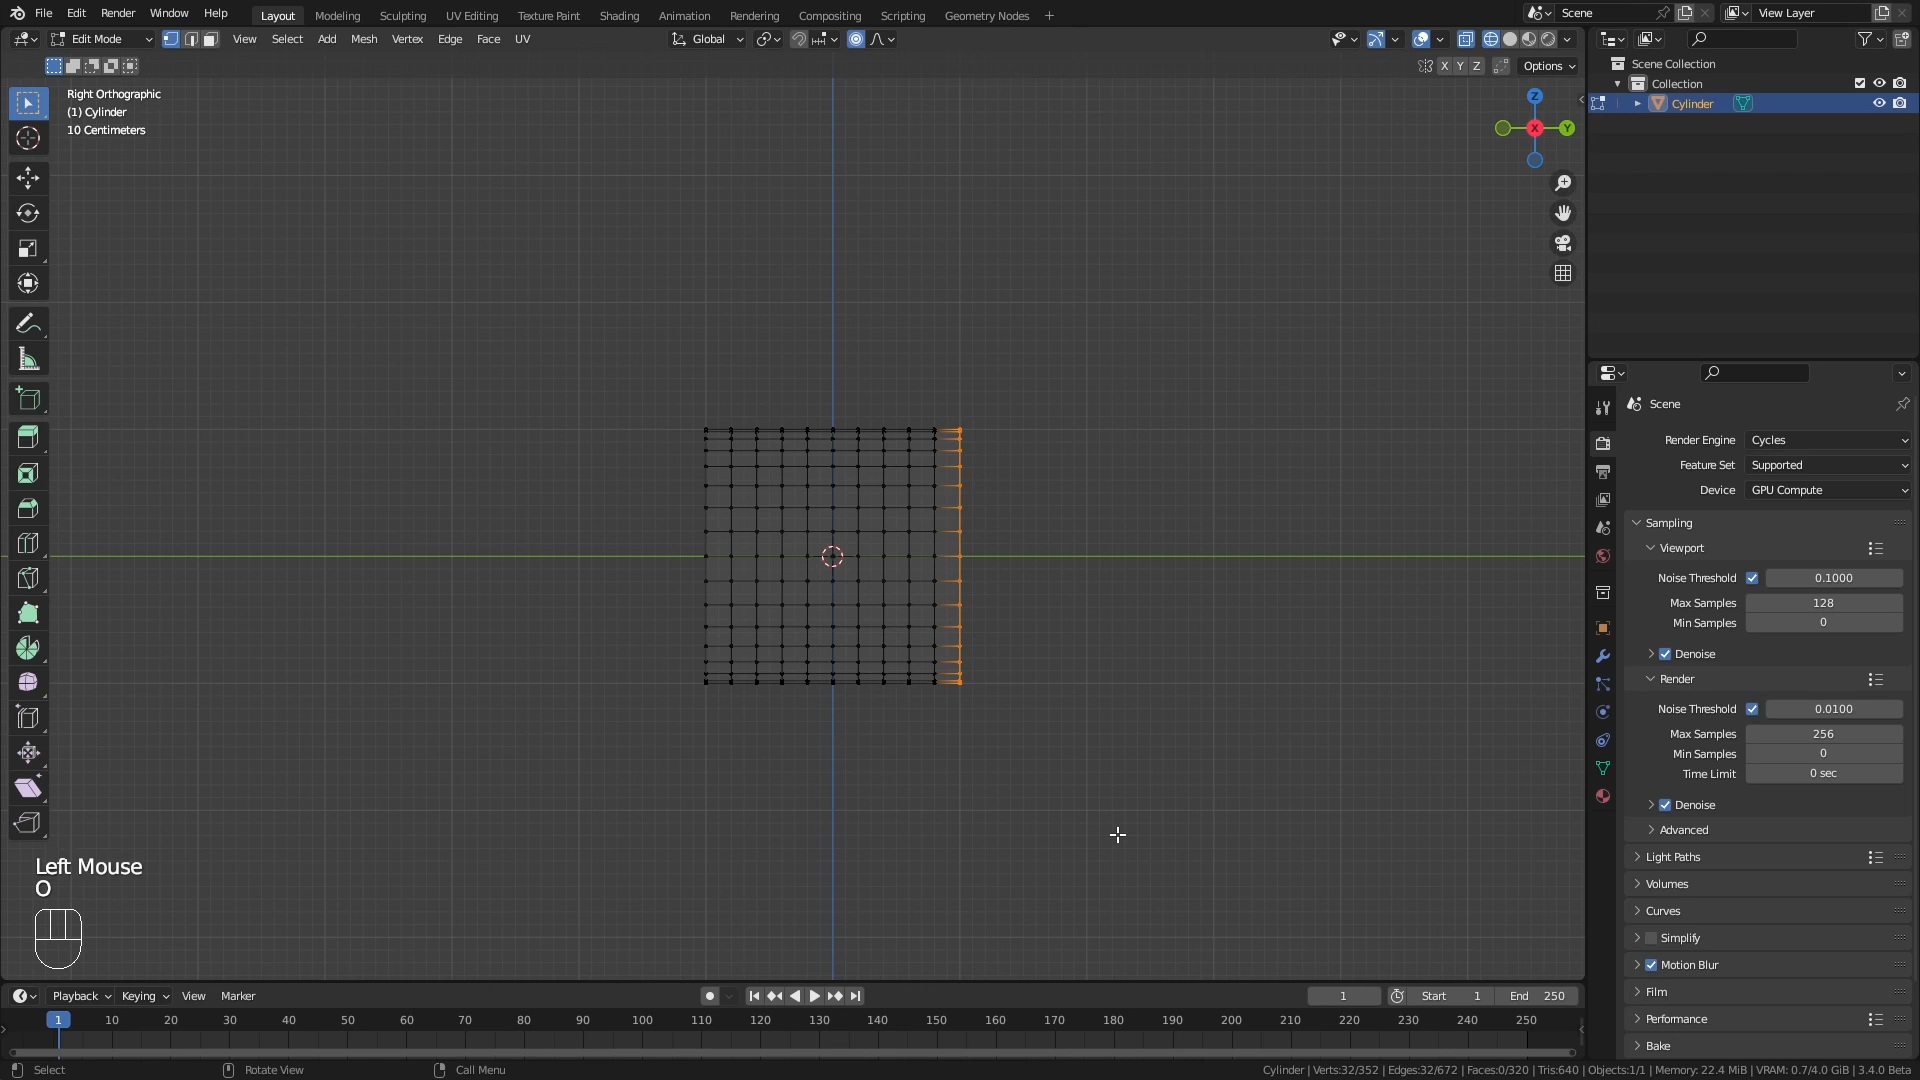 File Edit Render Window Help Layout Modeling Sculpting UV Editing Texture Paint Shading Animation Rendering Compositing Scripting Geometry Nodes + Scene View Layer
Edit Mode View Select Add Mesh Vertex Edge Face UV Global
X Y Z Options
Right Orthographic
(1) Cylinder
10 Centimeters
Z
X Y
Left Mouse
O
Scene Collection
Collection
Cylinder
Scene
Render Engine Cycles
Feature Set Supported
Device GPU Compute
Sampling
Viewport
Noise Threshold 0.1000
Max Samples 128
Min Samples 0
Denoise
Render
Noise Threshold 0.0100
Max Samples 256
Min Samples 0
Time Limit 0 sec
Denoise
Advanced
Light Paths
Volumes
Curves
Simplify
Motion Blur
Film
Performance
Bake
Playback Keying View Marker 1 Start 1 End 250
1 10 20 30 40 50 60 70 80 90 100 110 120 130 140 150 160 170 180 190 200 210 220 230 240 250
Select Rotate View Call Menu Cylinder | Verts:32/352 | Edges:32/672 | Faces:0/320 | Tris:640 | Objects:1/1 | Memory: 22.4 MiB | VRAM: 0.7/4.0 GiB | 3.4.0 Beta